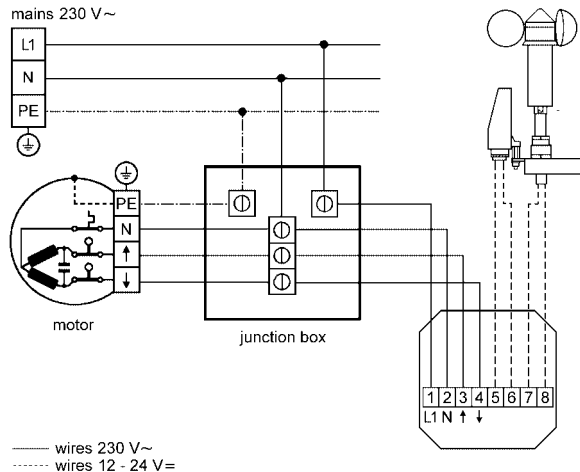 mains 230 V~
L1
N
PE
PE
N
↑
↓
motor
junction box
1 2 3 4 5 6 7 8
L1 N ↑ ↓
wires 230 V~
wires 12 - 24 V=